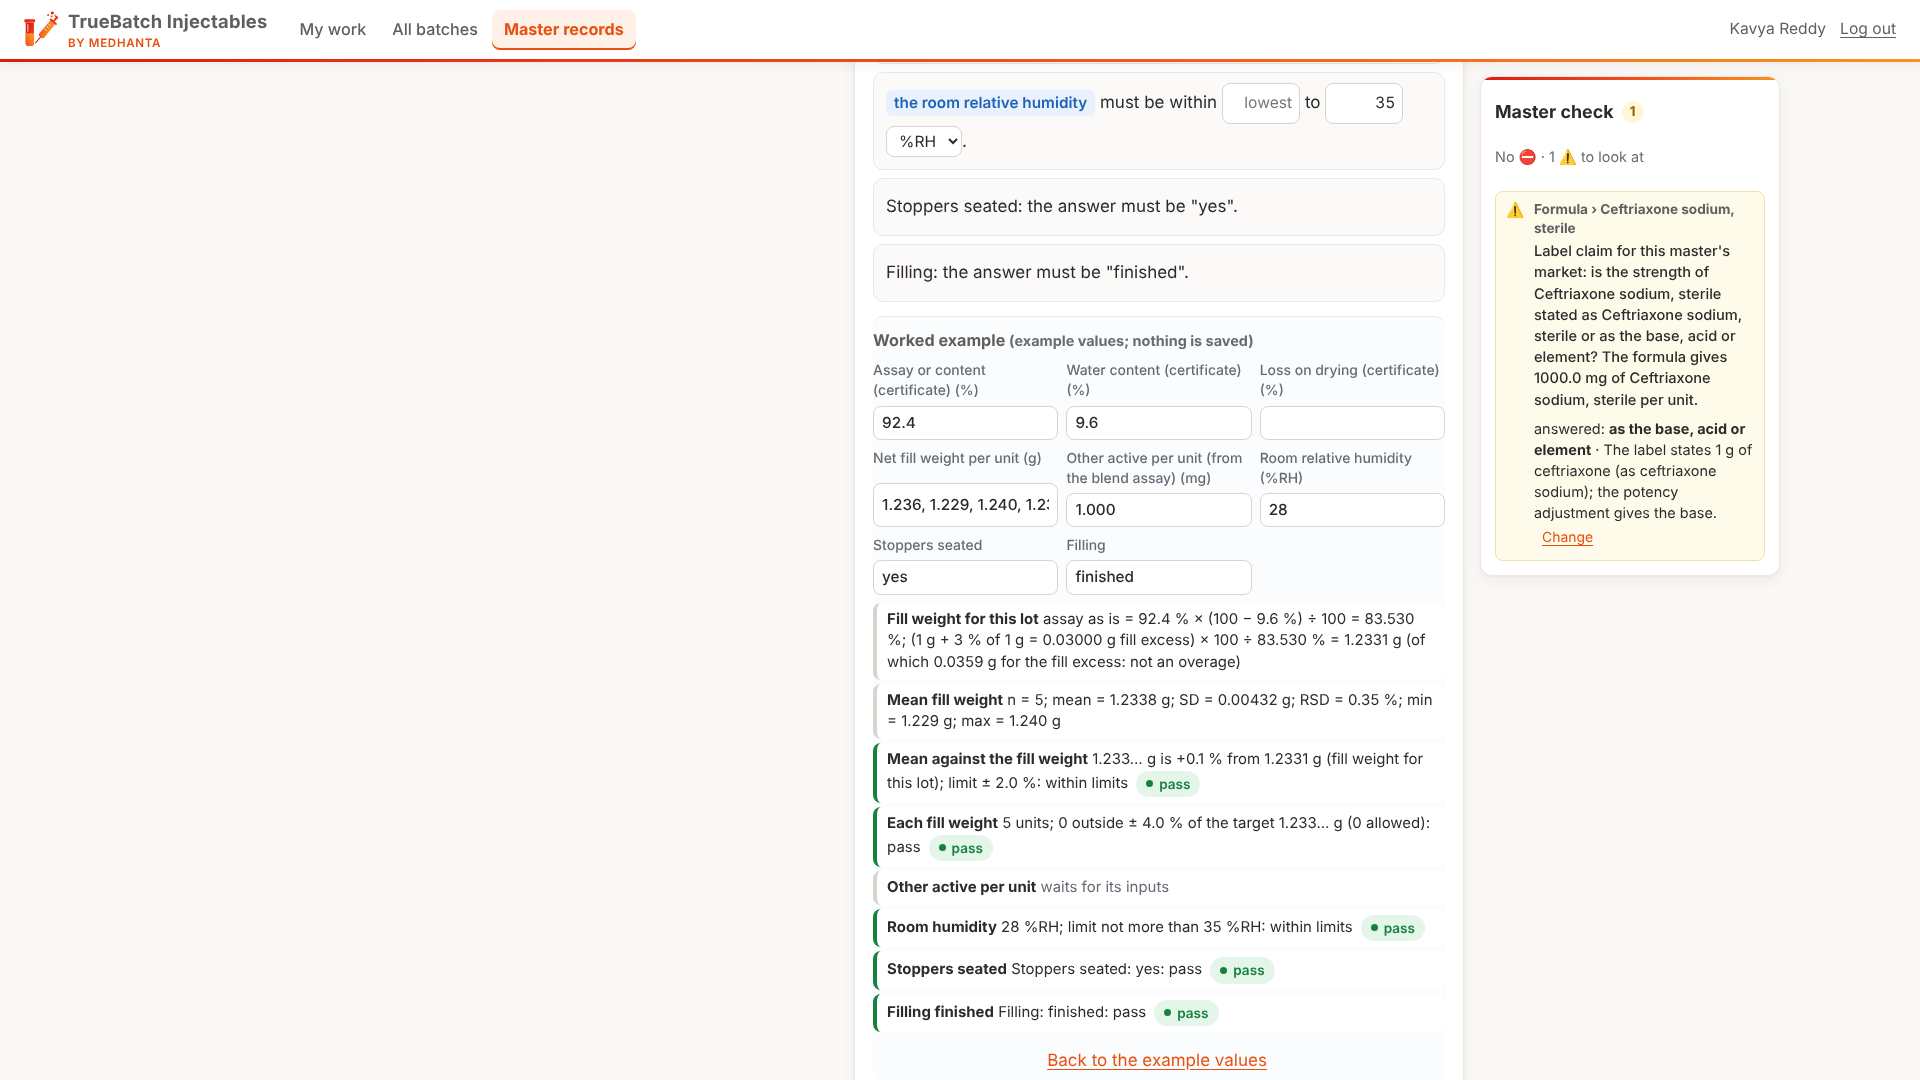 TrueBatch Injectables
BY MEDHANTA
My work
All batches
Master records
Kavya Reddy
Log out
the room relative humidity must be within lowest to 35
%RH .
Stoppers seated: the answer must be "yes".
Filling: the answer must be "finished".
Worked example (example values; nothing is saved)
Assay or content (certificate) (%)
92.4
Water content (certificate) (%)
9.6
Loss on drying (certificate) (%)
Net fill weight per unit (g)
1.236, 1.229, 1.240, 1.23
Other active per unit (from the blend assay) (mg)
1.000
Room relative humidity (%RH)
28
Stoppers seated
yes
Filling
finished
Fill weight for this lot assay as is = 92.4 % × (100 − 9.6 %) ÷ 100 = 83.530
%; (1 g + 3 % of 1 g = 0.03000 g fill excess) × 100 ÷ 83.530 % = 1.2331 g (of
which 0.0359 g for the fill excess: not an overage)
Mean fill weight n = 5; mean = 1.2338 g; SD = 0.00432 g; RSD = 0.35 %; min
= 1.229 g; max = 1.240 g
Mean against the fill weight 1.233… g is +0.1 % from 1.2331 g (fill weight for
this lot); limit ± 2.0 %: within limits pass
Each fill weight 5 units; 0 outside ± 4.0 % of the target 1.233… g (0 allowed):
pass pass
Other active per unit waits for its inputs
Room humidity 28 %RH; limit not more than 35 %RH: within limits pass
Stoppers seated Stoppers seated: yes: pass pass
Filling finished Filling: finished: pass pass
Back to the example values
Master check 1
No ⛔ · 1 ⚠️ to look at
⚠️ Formula › Ceftriaxone sodium,
sterile
Label claim for this master's
market: is the strength of
Ceftriaxone sodium, sterile
stated as Ceftriaxone sodium,
sterile or as the base, acid or
element? The formula gives
1000.0 mg of Ceftriaxone
sodium, sterile per unit.
answered: as the base, acid or
element · The label states 1 g of
ceftriaxone (as ceftriaxone
sodium); the potency
adjustment gives the base.
Change